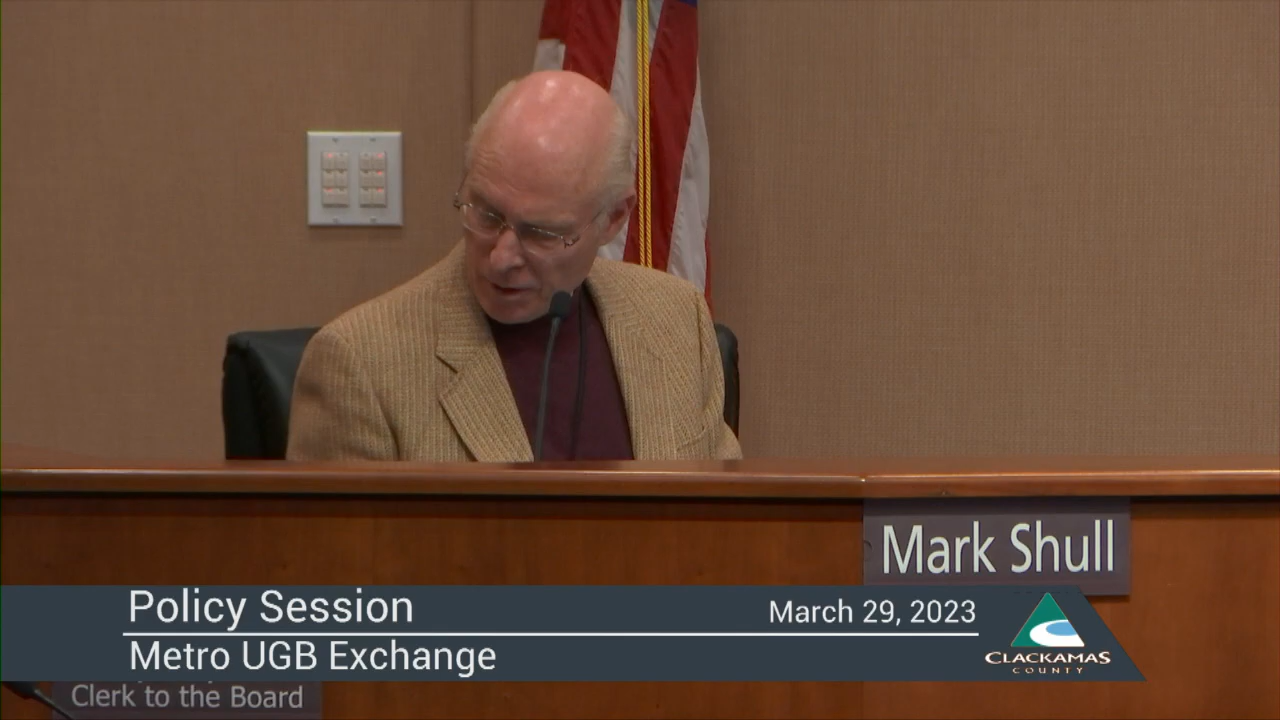 Mark Shull
Policy Session
March 29, 2023
Metro UGB Exchange
CLACKAMAS
COUNTY
Clerk to the Board